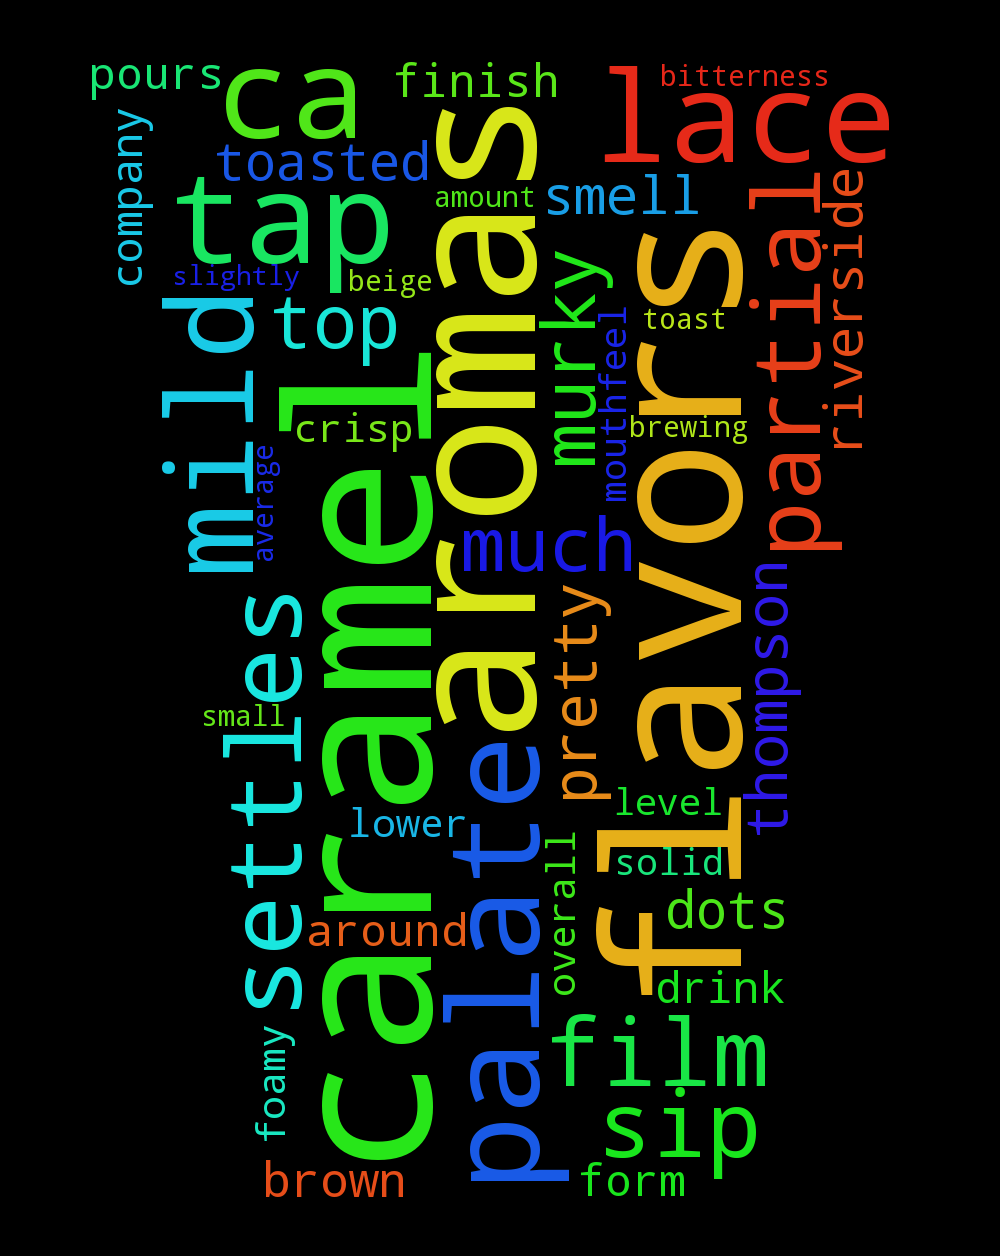 pours
ca
finish
lace
bitterness
company
toasted
tap
amount
smell
slightly
beige
aromas
partial
riverside
mild
top
murky
mouthfeel
toast
flavors
crisp
caramel
brewing
average
much
settles
pretty
thompson
small
palate
level
lower
solid
overall
dots
around
drink
foamy
film
sip
brown
form